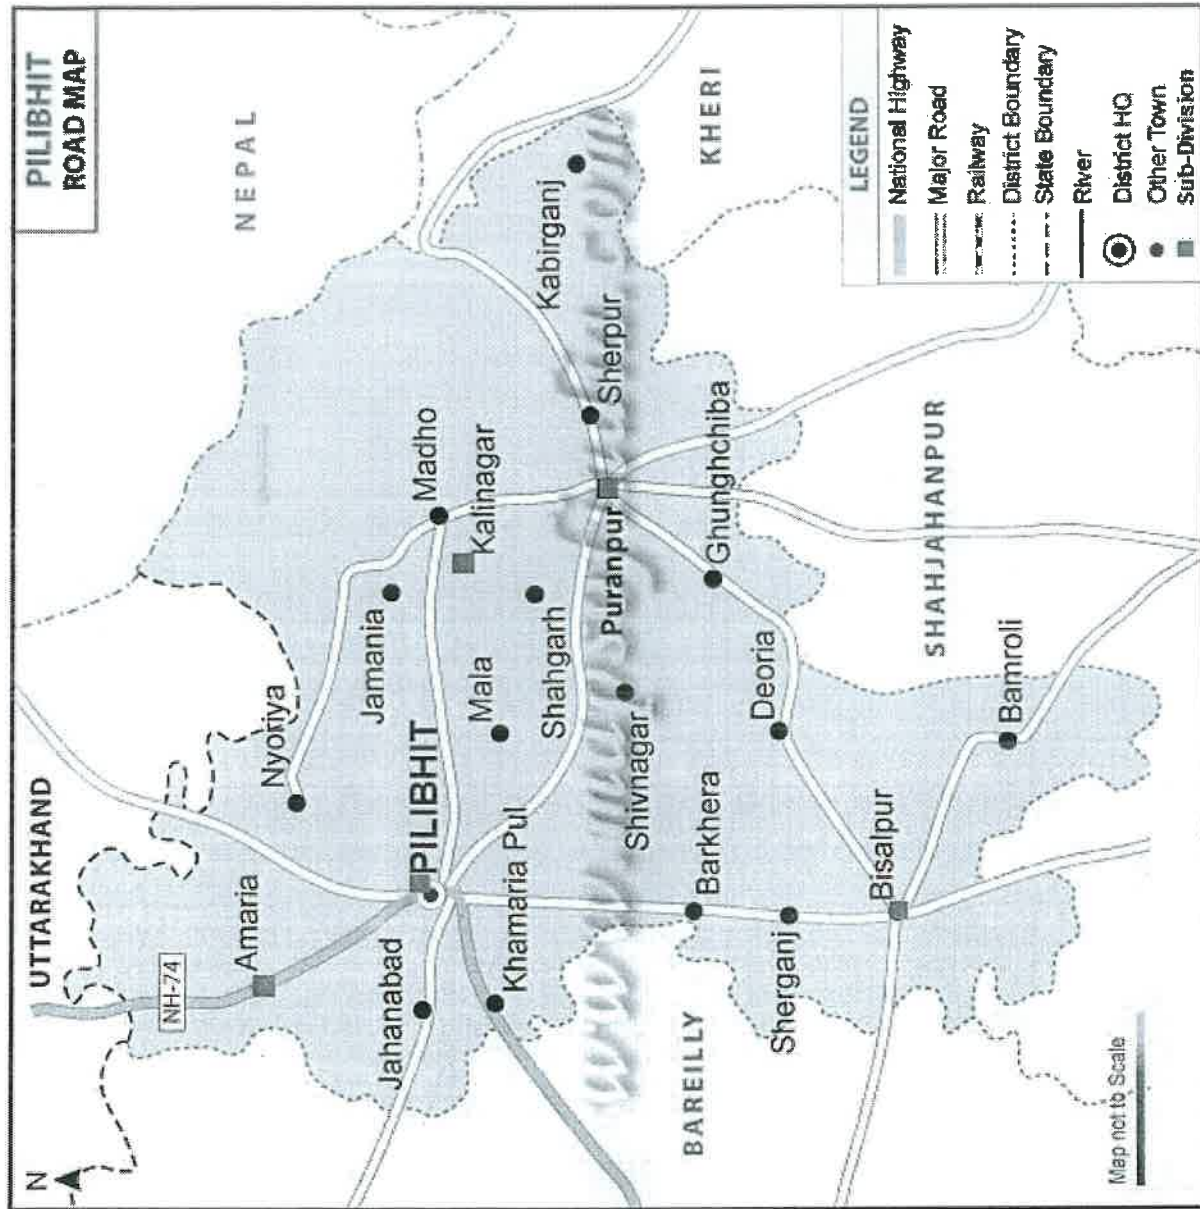 PILIBHIT
ROAD MAP
N
UTTARAKHAND
NEPAL
NH-74
Amaria
Nyoriya
Jahanabad
PILIBHIT
Jamania
Madho
Khamaria Pul
Mala
Kalinagar
Shahgarh
Kabirganj
Sherpur
Puranpur
Shivnagar
KHERI
BAREILLY
Barkhera
Ghunghchiba
Deoria
Sherganj
Bisalpur
SHAHJAHANPUR
Bamroli
Map not to Scale
LEGEND
National Highway
Major Road
Railway
District Boundary
State Boundary
River
District HQ
Other Town
Sub-Division